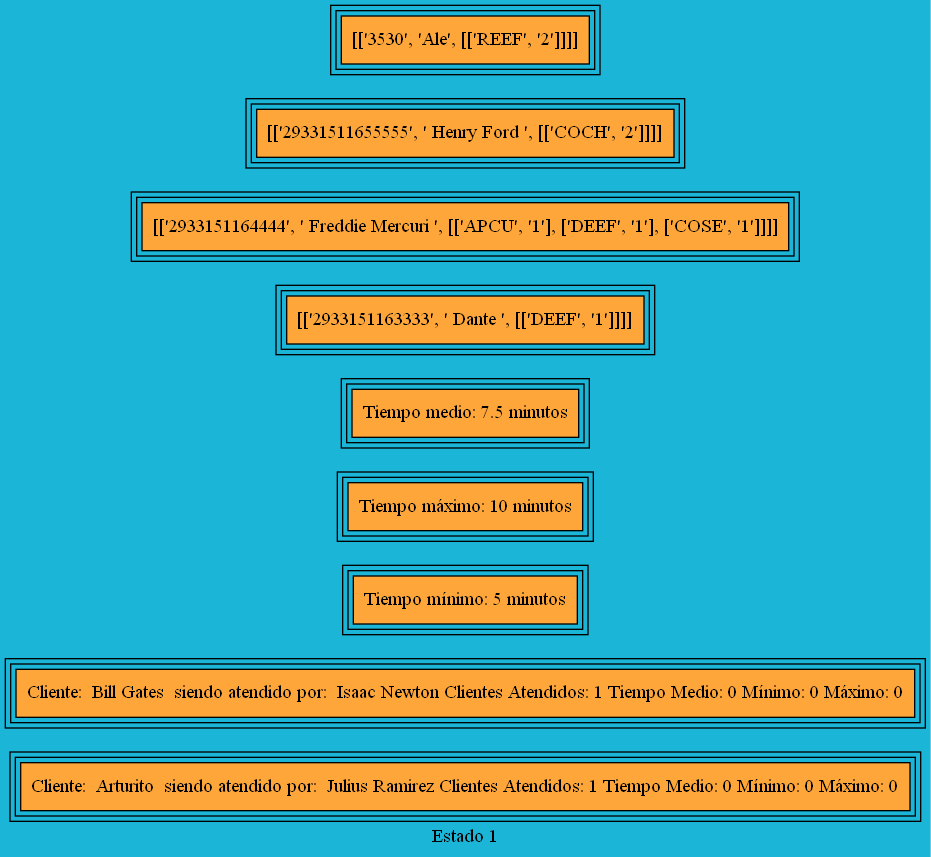 [['3530', 'Ale', [['REEF', '2']]]]
[['29331511655555', ' Henry Ford ', [['COCH', '2']]]]
[['2933151164444', ' Freddie Mercuri ', [['APCU', '1'], ['DEEF', '1'], ['COSE', '1']]]]
[['2933151163333', ' Dante ', [['DEEF', '1']]]]
Tiempo medio: 7.5 minutos
Tiempo máximo: 10 minutos
Tiempo mínimo: 5 minutos
Cliente:  Bill Gates  siendo atendido por:  Isaac Newton Clientes Atendidos: 1 Tiempo Medio: 0 Mínimo: 0 Máximo: 0
Cliente:  Arturito  siendo atendido por:  Julius Ramirez Clientes Atendidos: 1 Tiempo Medio: 0 Mínimo: 0 Máximo: 0
Estado 1